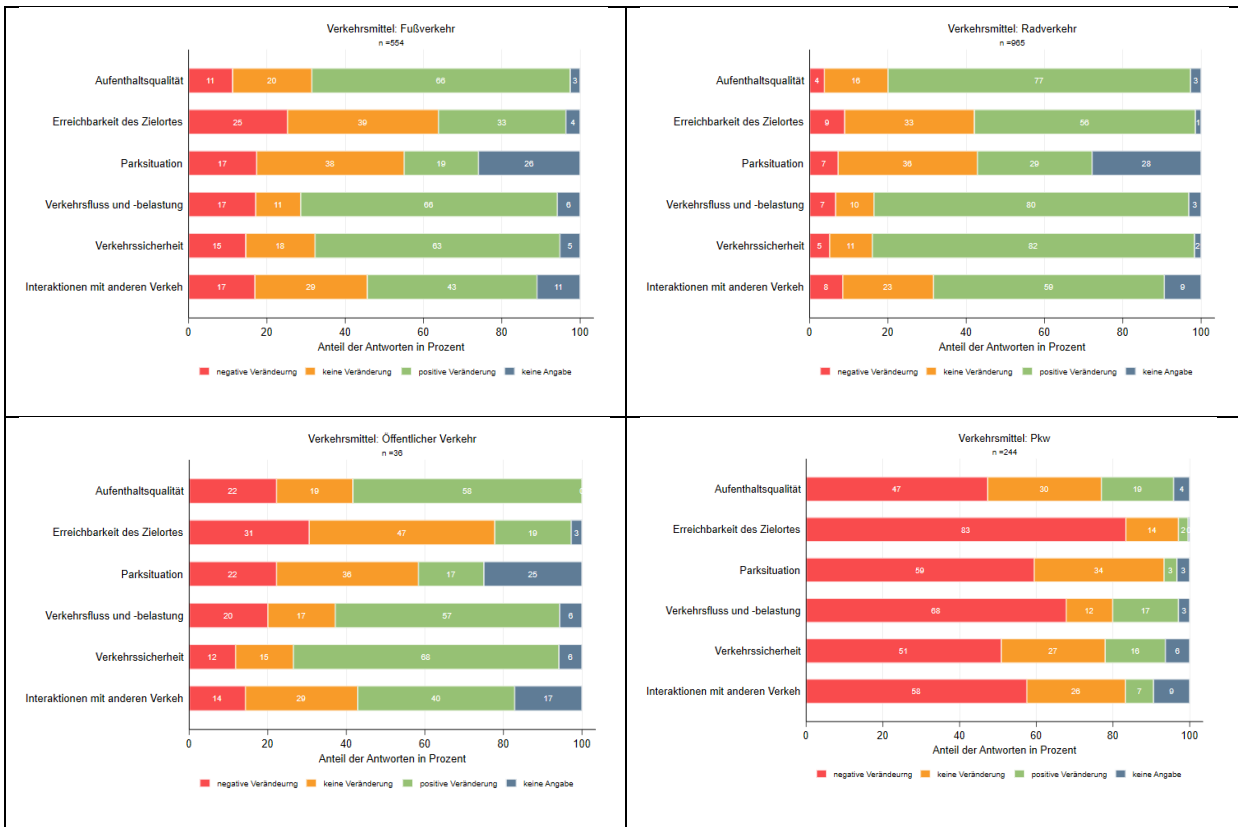 Verkehrsmittel: Fußverkehr
n =554
Aufenthaltsqualität 11 20 66 3
Erreichbarkeit des Zielortes 25 39 33 4
Parksituation 17 38 19 26
Verkehrsfluss und -belastung 17 11 66 6
Verkehrssicherheit 15 18 63 5
Interaktionen mit anderen Verkeh 17 29 43 11
0 20 40 60 80 100
Anteil der Antworten in Prozent
negative Verändeurng keine Veränderung positive Veränderung keine Angabe
Verkehrsmittel: Radverkehr
n =965
Aufenthaltsqualität 4 16 77 3
Erreichbarkeit des Zielortes 9 33 56 1
Parksituation 7 36 29 28
Verkehrsfluss und -belastung 7 10 80 3
Verkehrssicherheit 5 11 82 2
Interaktionen mit anderen Verkeh 8 23 59 9
0 20 40 60 80 100
Anteil der Antworten in Prozent
negative Verändeurng keine Veränderung positive Veränderung keine Angabe
Verkehrsmittel: Öffentlicher Verkehr
n =36
Aufenthaltsqualität 22 19 58 0
Erreichbarkeit des Zielortes 31 47 19 3
Parksituation 22 36 17 25
Verkehrsfluss und -belastung 20 17 57 6
Verkehrssicherheit 12 15 68 6
Interaktionen mit anderen Verkeh 14 29 40 17
0 20 40 60 80 100
Anteil der Antworten in Prozent
negative Verändeurng keine Veränderung positive Veränderung keine Angabe
Verkehrsmittel: Pkw
n =244
Aufenthaltsqualität 47 30 19 4
Erreichbarkeit des Zielortes 83 14 2
Parksituation 59 34 3 3
Verkehrsfluss und -belastung 68 12 17 3
Verkehrssicherheit 51 27 16 6
Interaktionen mit anderen Verkeh 58 26 7 9
0 20 40 60 80 100
Anteil der Antworten in Prozent
negative Verändeurng keine Veränderung positive Veränderung keine Angabe